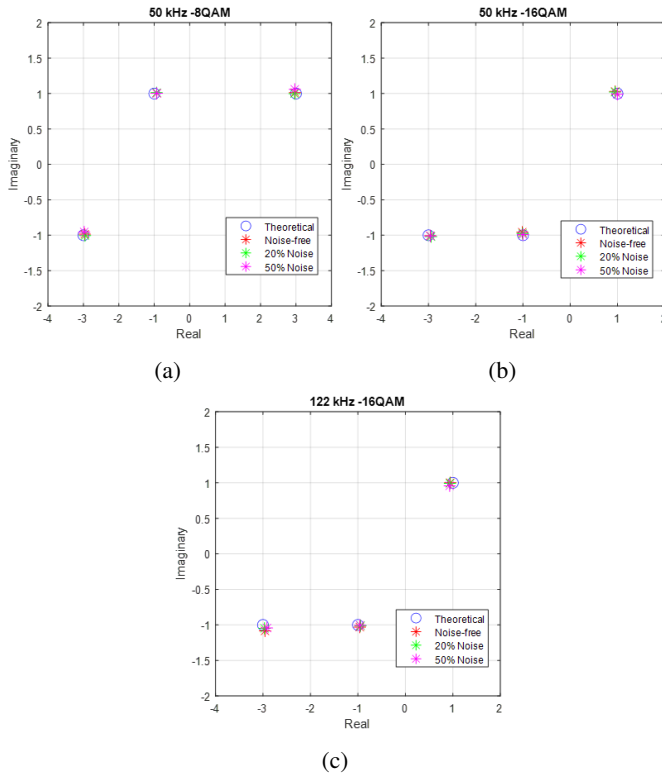 50 kHz -8QAM
2
1.5
1
0.5
0
-0.5
-1
-1.5
-2
Imaginary
-4 -3 -2 -1 0 1 2 3 4
Real
Theoretical
Noise-free
20% Noise
50% Noise
(a)
50 kHz -16QAM
2
1.5
1
0.5
0
-0.5
-1
-1.5
-2
Imaginary
-4 -3 -2 -1 0 1 2
Real
Theoretical
Noise-free
20% Noise
50% Noise
(b)
122 kHz -16QAM
2
1.5
1
0.5
0
-0.5
-1
-1.5
-2
Imaginary
-4 -3 -2 -1 0 1 2
Real
Theoretical
Noise-free
20% Noise
50% Noise
(c)